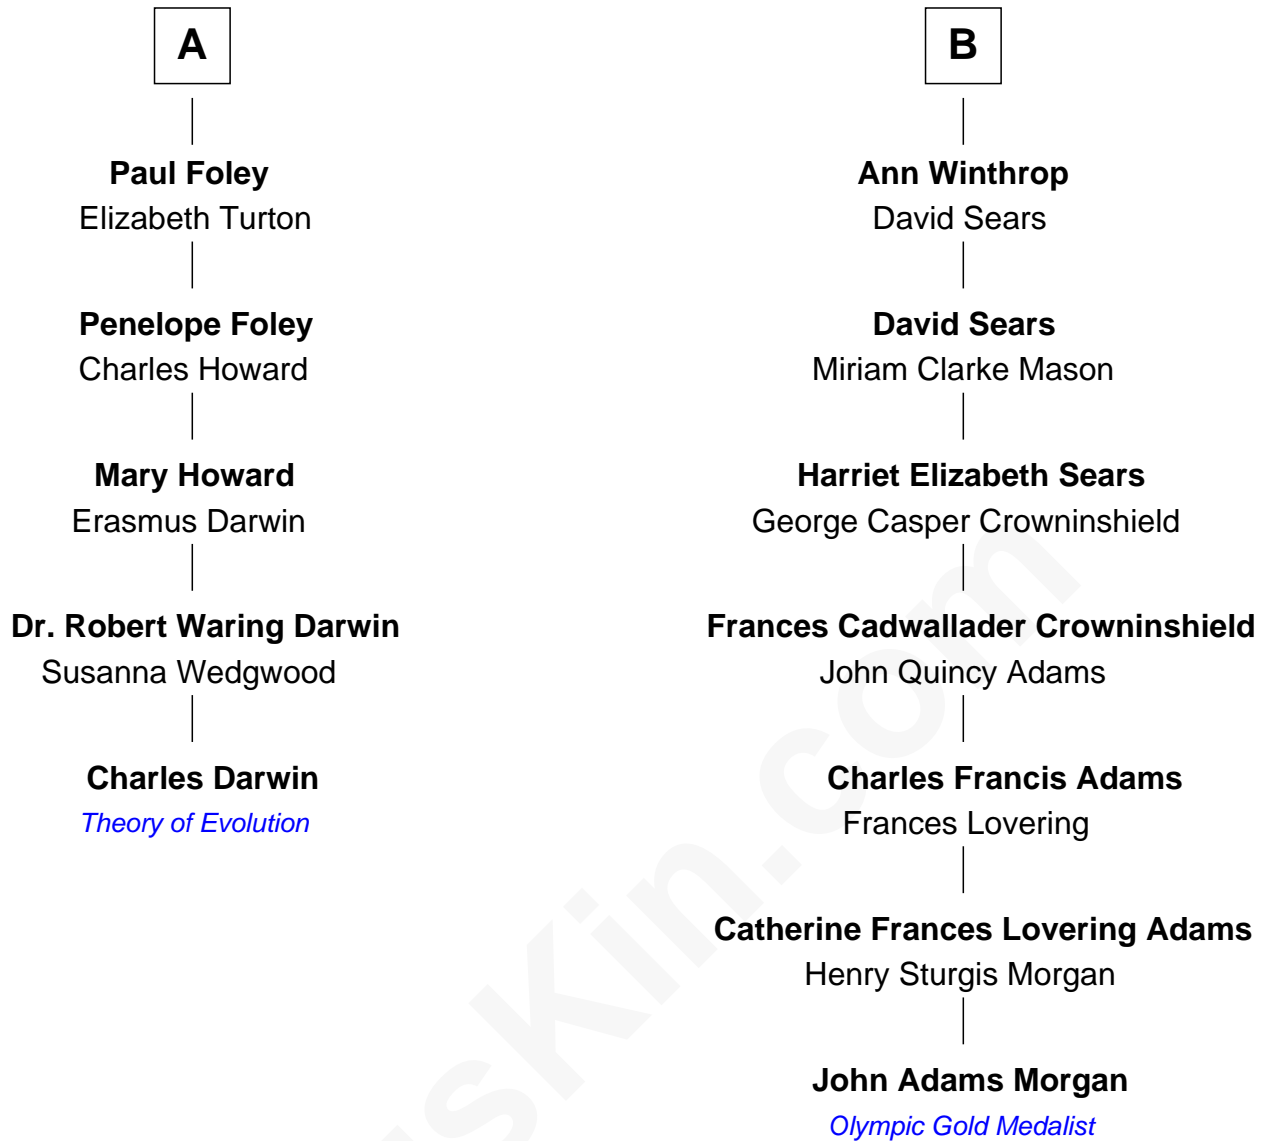 A
Paul Foley
Elizabeth Turton
Penelope Foley
Charles Howard
Mary Howard
Erasmus Darwin
Dr. Robert Waring Darwin
Susanna Wedgwood
Charles Darwin
Theory of Evolution
B
Ann Winthrop
David Sears
David Sears
Miriam Clarke Mason
Harriet Elizabeth Sears
George Casper Crowninshield
Frances Cadwallader Crowninshield
John Quincy Adams
Charles Francis Adams
Frances Lovering
Catherine Frances Lovering Adams
Henry Sturgis Morgan
John Adams Morgan
Olympic Gold Medalist
usKin.com